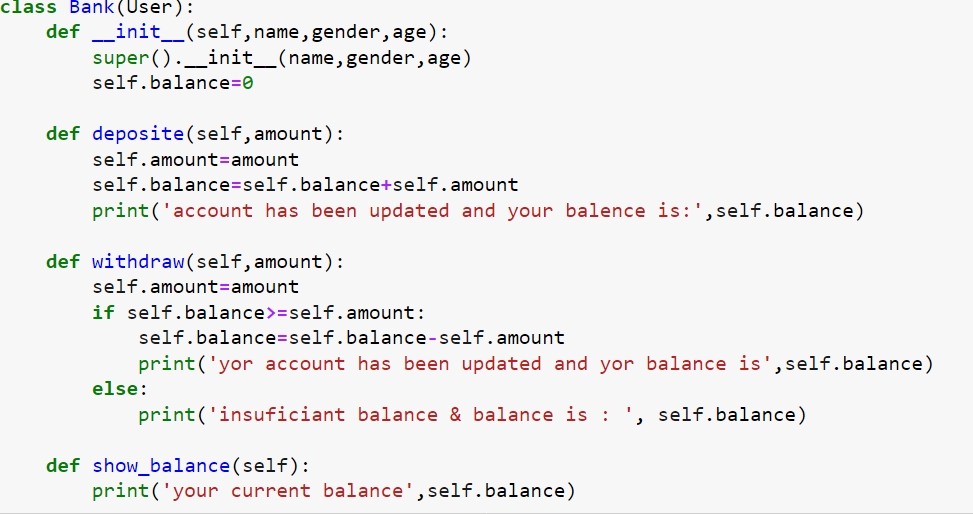 class Bank(User):
    def __init__(self,name,gender,age):
        super().__init__(name,gender,age)
        self.balance=0

    def deposite(self,amount):
        self.amount=amount
        self.balance=self.balance+self.amount
        print('account has been updated and your balence is:',self.balance)

    def withdraw(self,amount):
        self.amount=amount
        if self.balance>=self.amount:
            self.balance=self.balance-self.amount
            print('yor account has been updated and yor balance is',self.balance)
        else:
            print('insuficiant balance & balance is : ', self.balance)

    def show_balance(self):
        print('your current balance',self.balance)